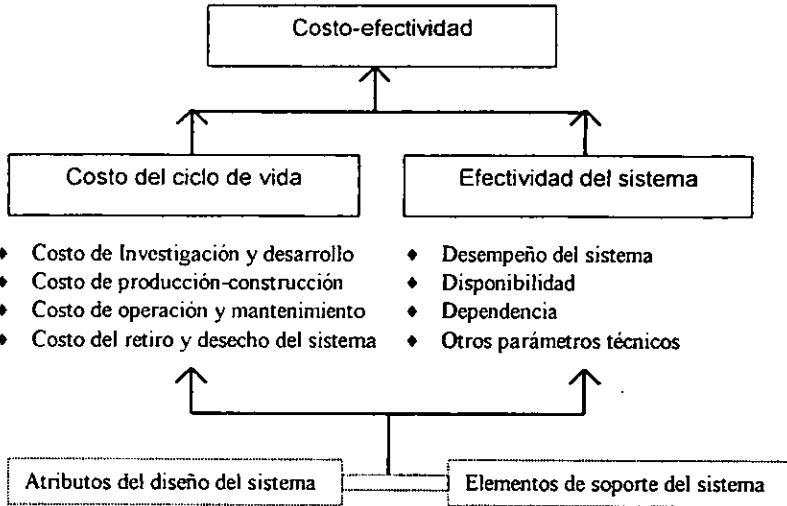 Costo-efectividad
Costo del ciclo de vida
Efectividad del sistema
♦ Costo de Investigación y desarrollo
♦ Costo de producción-construcción
♦ Costo de operación y mantenimiento
♦ Costo del retiro y desecho del sistema
♦ Desempeño del sistema
♦ Disponibilidad
♦ Dependencia
♦ Otros parámetros técnicos
Atributos del diseño del sistema
Elementos de soporte del sistema